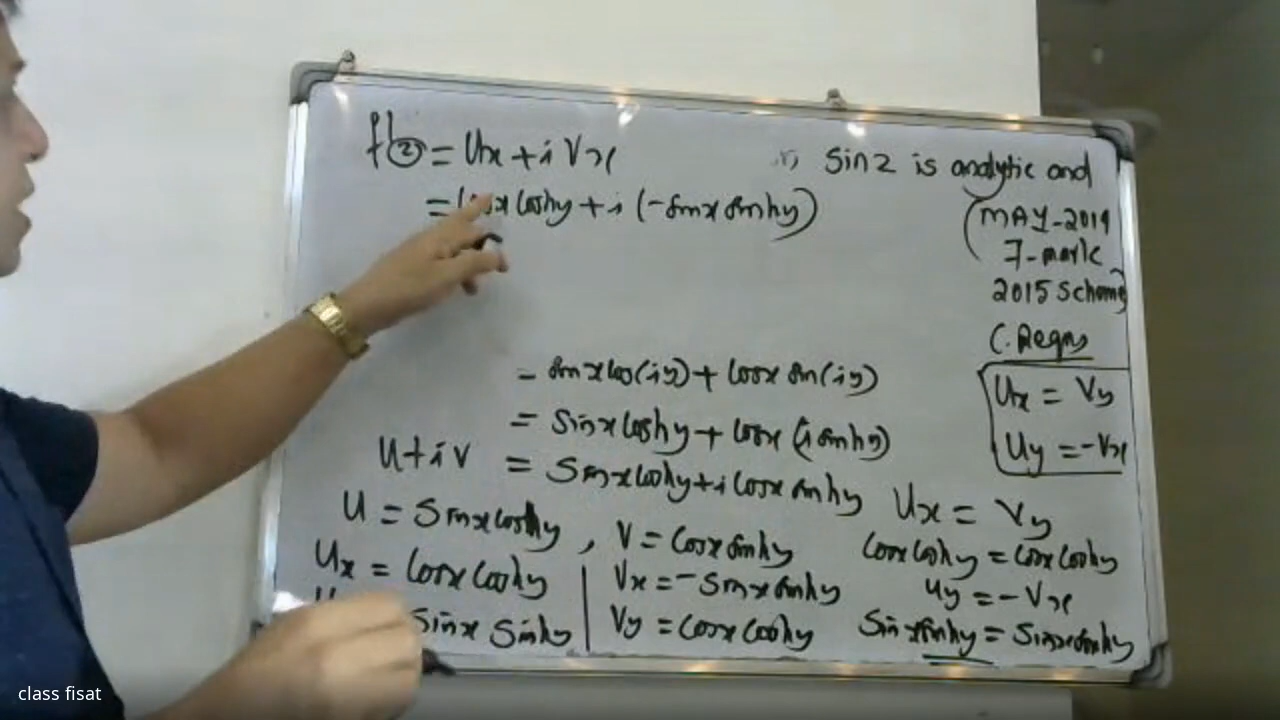 f'(z) = Ux + i Vx
= Cosx Coshy + i (-Sinx Sinhy)
∴ Sin z is analytic and
(MAY-2019
7-mark
2015 Scheme)
C.R eqns
Ux = Vy
Uy = -Vx
= Sinx Cos(iy) + Cosx Sin(iy)
= Sinx Coshy + Cosx (i Sinhy)
U + iV = Sinx Coshy + i Cosx Sinhy
U = Sinx Coshy , V = Cosx Sinhy
Ux = Cosx Coshy
Vx = -Sinx Sinhy
Sinx Sinhy
Vy = Cosx Coshy
Ux = Vy
Cosx Coshy = Cosx Coshy
Uy = -Vx
Sinx Sinhy = Sinx Sinhy
class fisat